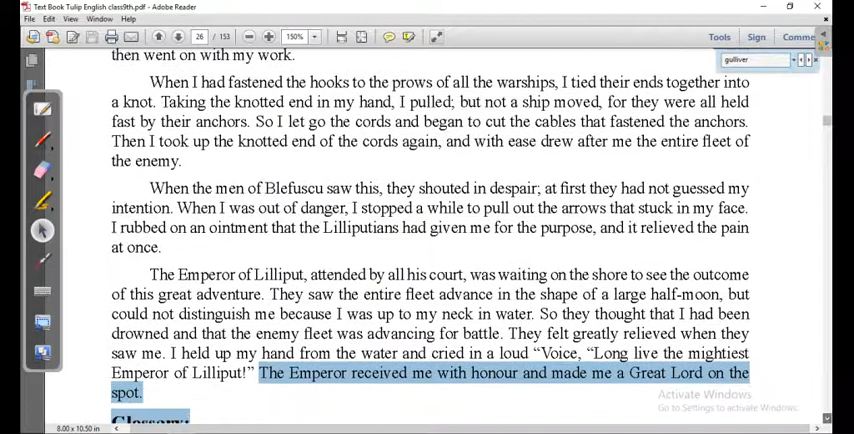 Text Book Tulip English class9th.pdf - Adobe Reader
File Edit View Window Help
26 / 153 150% Tools Sign Comme
gulliver
then went on with my work.
When I had fastened the hooks to the prows of all the warships, I tied their ends together into
a knot. Taking the knotted end in my hand, I pulled; but not a ship moved, for they were all held
fast by their anchors. So I let go the cords and began to cut the cables that fastened the anchors.
Then I took up the knotted end of the cords again, and with ease drew after me the entire fleet of
the enemy.
When the men of Blefuscu saw this, they shouted in despair; at first they had not guessed my
intention. When I was out of danger, I stopped a while to pull out the arrows that stuck in my face.
I rubbed on an ointment that the Lilliputians had given me for the purpose, and it relieved the pain
at once.
The Emperor of Lilliput, attended by all his court, was waiting on the shore to see the outcome
of this great adventure. They saw the entire fleet advance in the shape of a large half-moon, but
could not distinguish me because I was up to my neck in water. So they thought that I had been
drowned and that the enemy fleet was advancing for battle. They felt greatly relieved when they
saw me. I held up my hand from the water and cried in a loud “Voice, “Long live the mightiest
Emperor of Lilliput!” The Emperor received me with honour and made me a Great Lord on the
spot.
Activate Windows
Go to Settings to activate Windows.
Glossary:
8.00 x 10.50 in